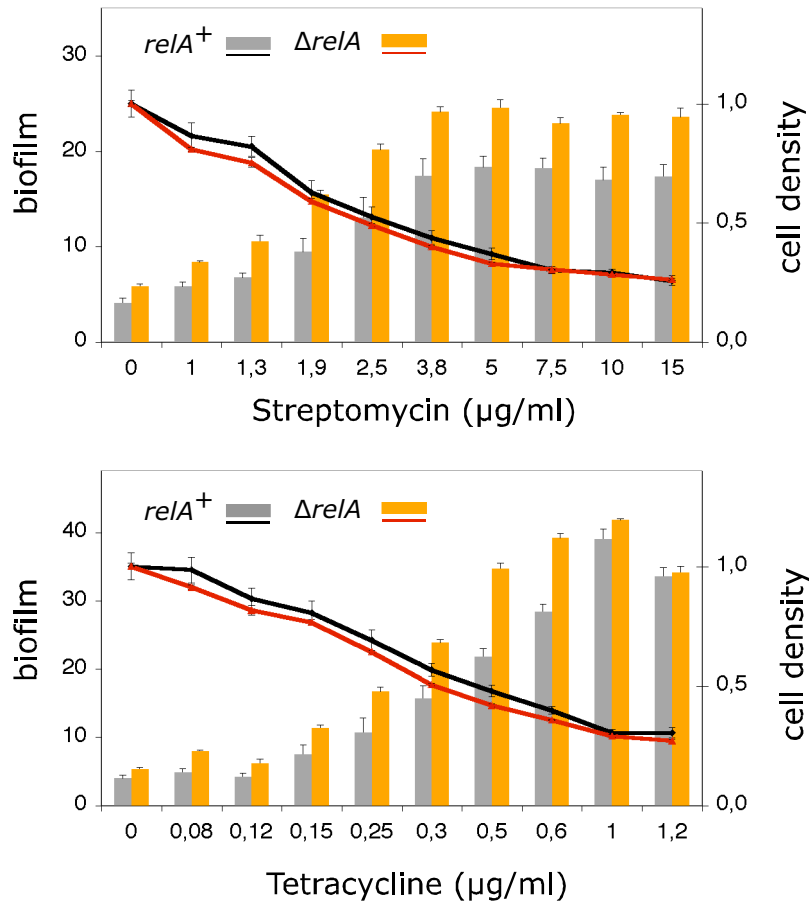 relA+ ΔrelA
30
20
10
0
biofilm
1,0
0,5
0,0
cell density
0 1 1,3 1,9 2,5 3,8 5 7,5 10 15
Streptomycin (µg/ml)
relA+ ΔrelA
40
30
20
10
0
biofilm
1,0
0,5
0,0
cell density
0 0,08 0,12 0,15 0,25 0,3 0,5 0,6 1 1,2
Tetracycline (µg/ml)